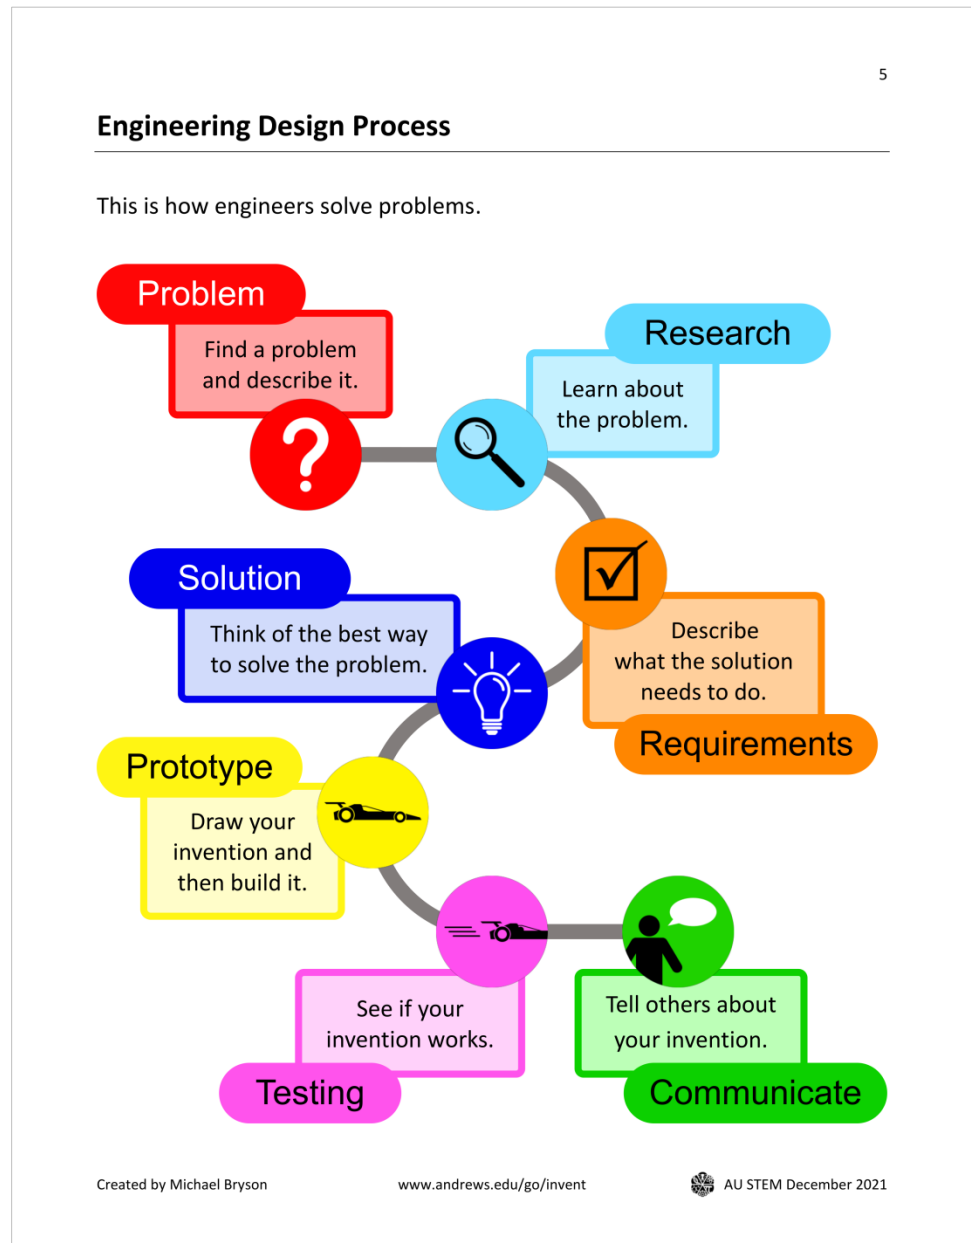 5
Engineering Design Process
This is how engineers solve problems.
Problem
Find a problem
and describe it.
Research
Learn about
the problem.
Describe
what the solution
needs to do.
Requirements
Solution
Think of the best way
to solve the problem.
Prototype
Draw your
invention and
then build it.
See if your
invention works.
Testing
Tell others about
your invention.
Communicate
Created by Michael Bryson
www.andrews.edu/go/invent
AU STEM December 2021